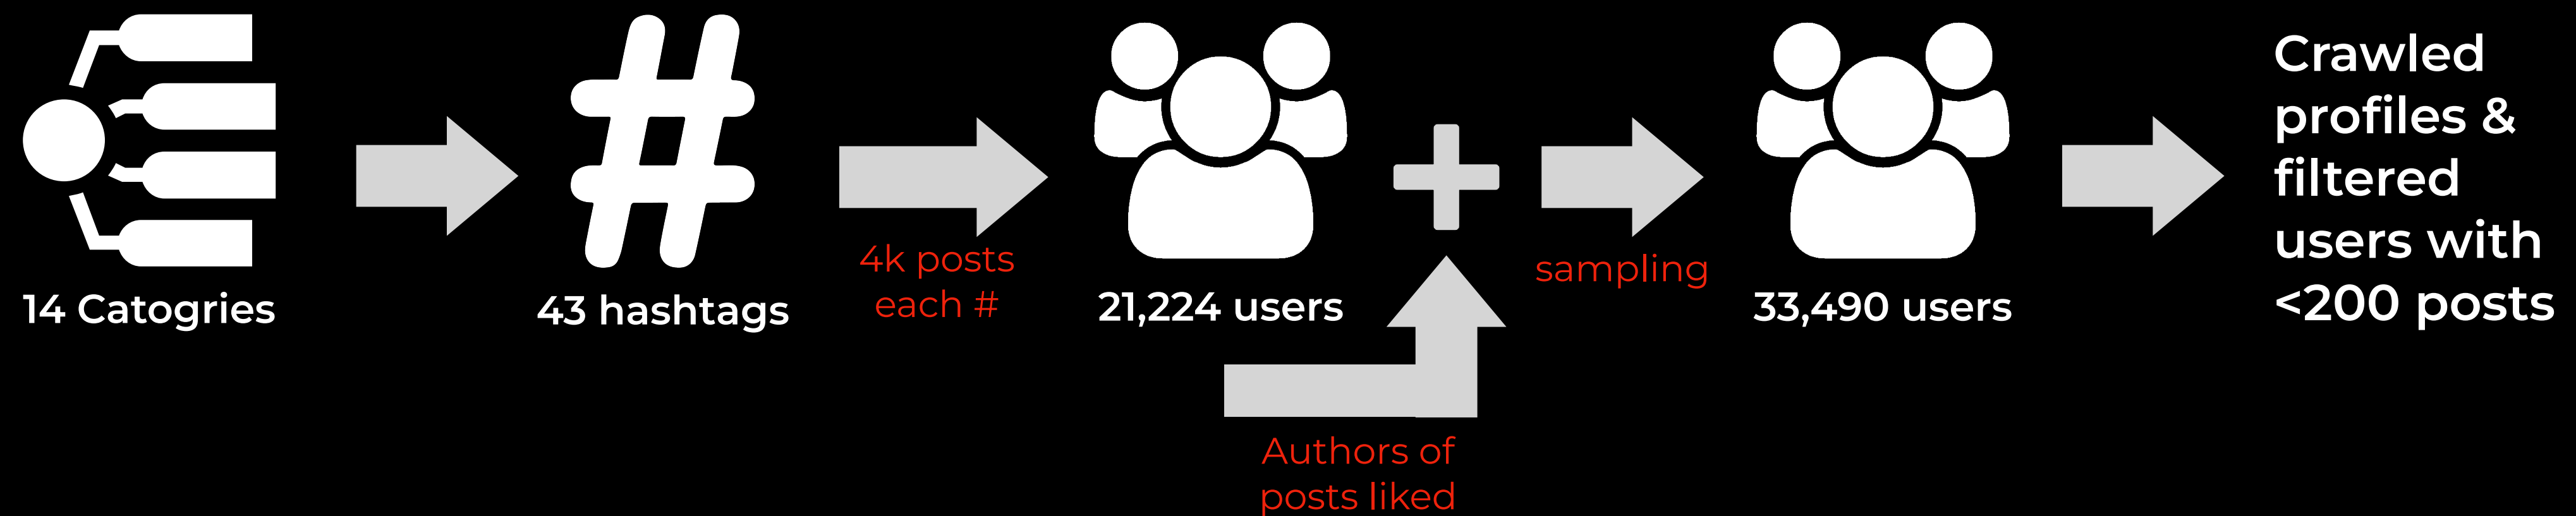 14 Catogries
43 hashtags
4k posts
each #
21,224 users
Authors of
posts liked
sampling
33,490 users
Crawled
profiles &
filtered
users with
<200 posts